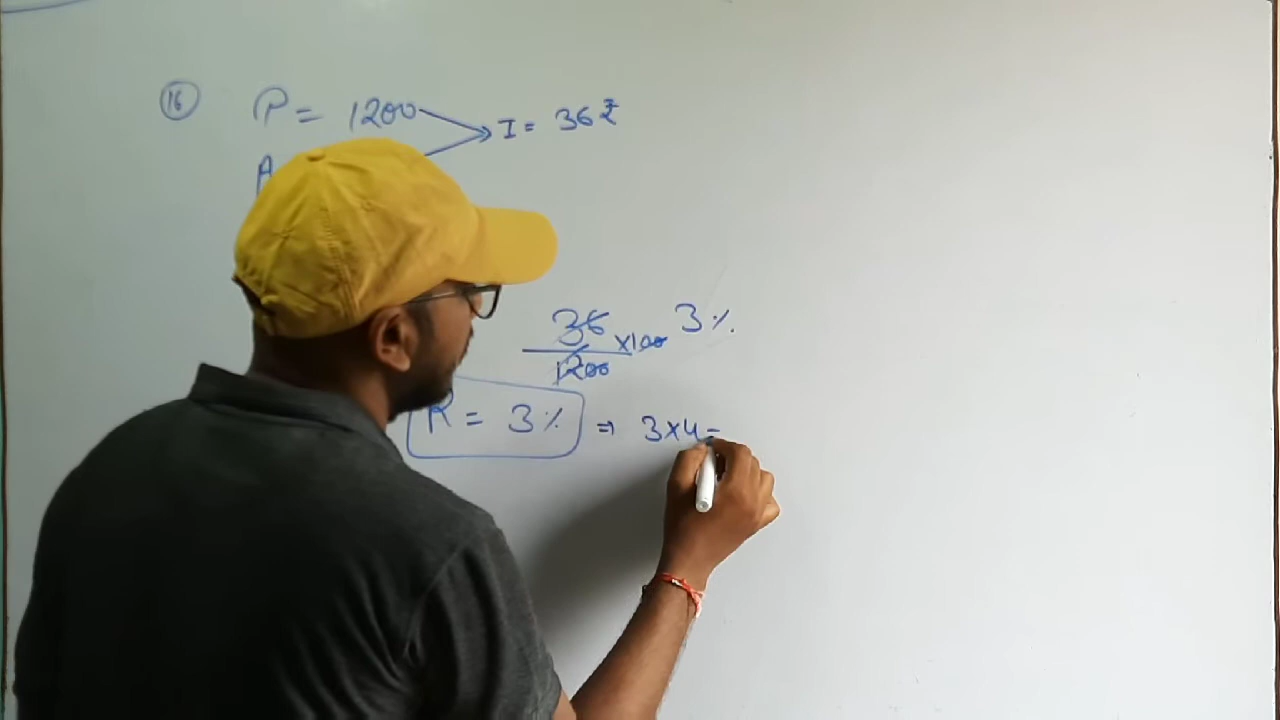 16 P = 1200 I = 36₹
A
36/1200 ×100 3%
R = 3% ⇒ 3×4=